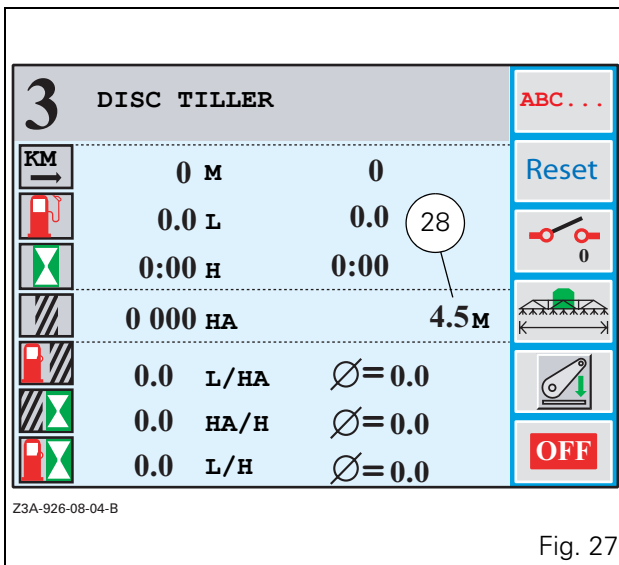 3 DISC TILLER ABC...
KM 0 M 0 Reset
0.0 L 0.0 28
0
0:00 H 0:00
0 000 HA 4.5M
0.0 L/HA ∅=0.0
0.0 HA/H ∅=0.0
0.0 L/H ∅=0.0 OFF
Z3A-926-08-04-B
Fig. 27